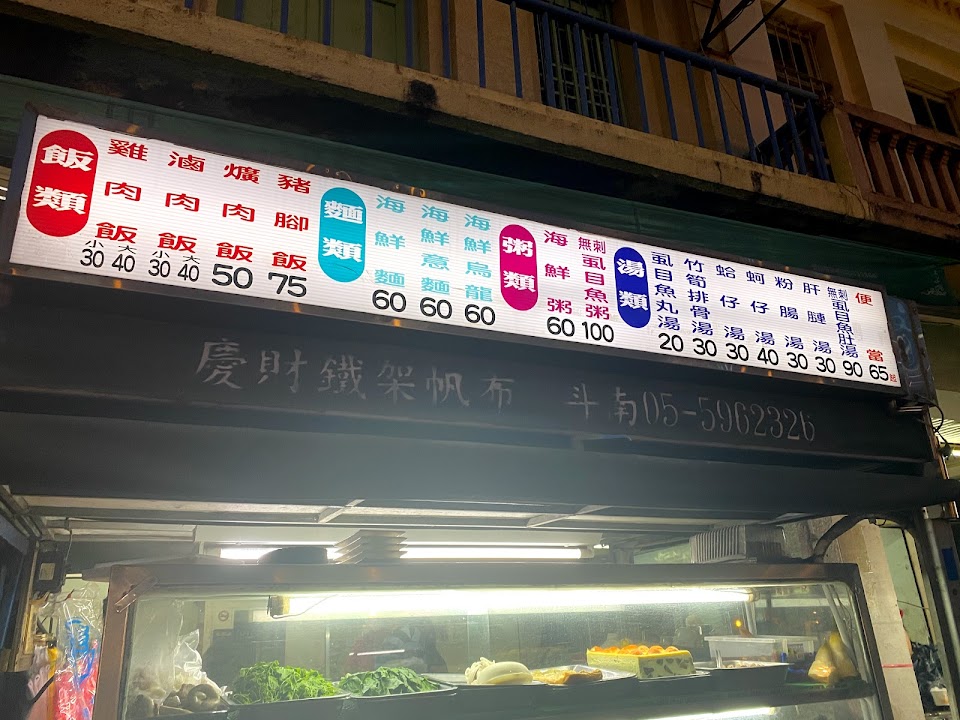 飯類
雞肉飯 小30 大40
滷肉飯 小30 大40
爌肉飯 50
豬腳飯 75
麵類
海鮮麵 60
海鮮意麵 60
海鮮烏龍 60
粥類
海鮮粥 60
無刺虱目魚粥 100
湯類
虱目魚丸湯 20
竹筍排骨湯 30
蛤仔湯 30
蚵仔湯 40
粉腸湯 30
肝腱湯 30
無刺虱目魚肚湯 90
便當 65起
慶財鐵架帆布 斗南05-5962326